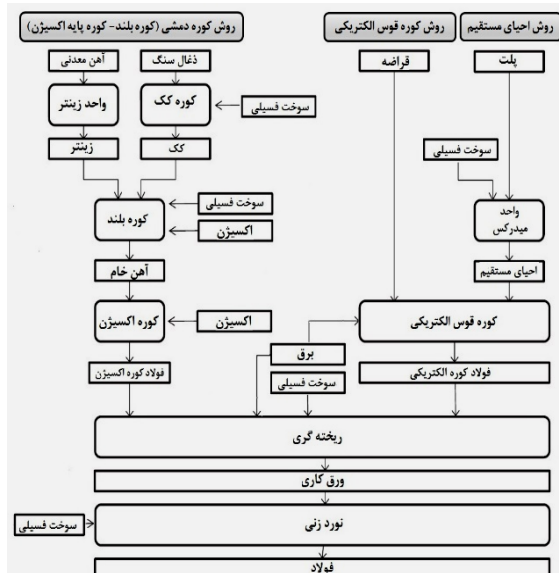 روش احیای مستقیم
روش کوره قوس الکتریکی
روش کوره دمشی (کوره بلند- کوره پایه اکسیژن)
پلت
قراضه
ذغال سنگ
آهن معدنی
کوره کک
واحد زینتر
سوخت فسیلی
سوخت فسیلی
کک
زینتر
سوخت فسیلی
کوره بلند
اکسیژن
واحد
میدرکس
احیای مستقیم
آهن خام
کوره قوس الکتریکی
اکسیژن
کوره اکسیژن
برق
فولاد کوره الکتریکی
سوخت فسیلی
فولاد کوره اکسیژن
ریخته گری
ورق کاری
نورد زنی
سوخت فسیلی
فولاد